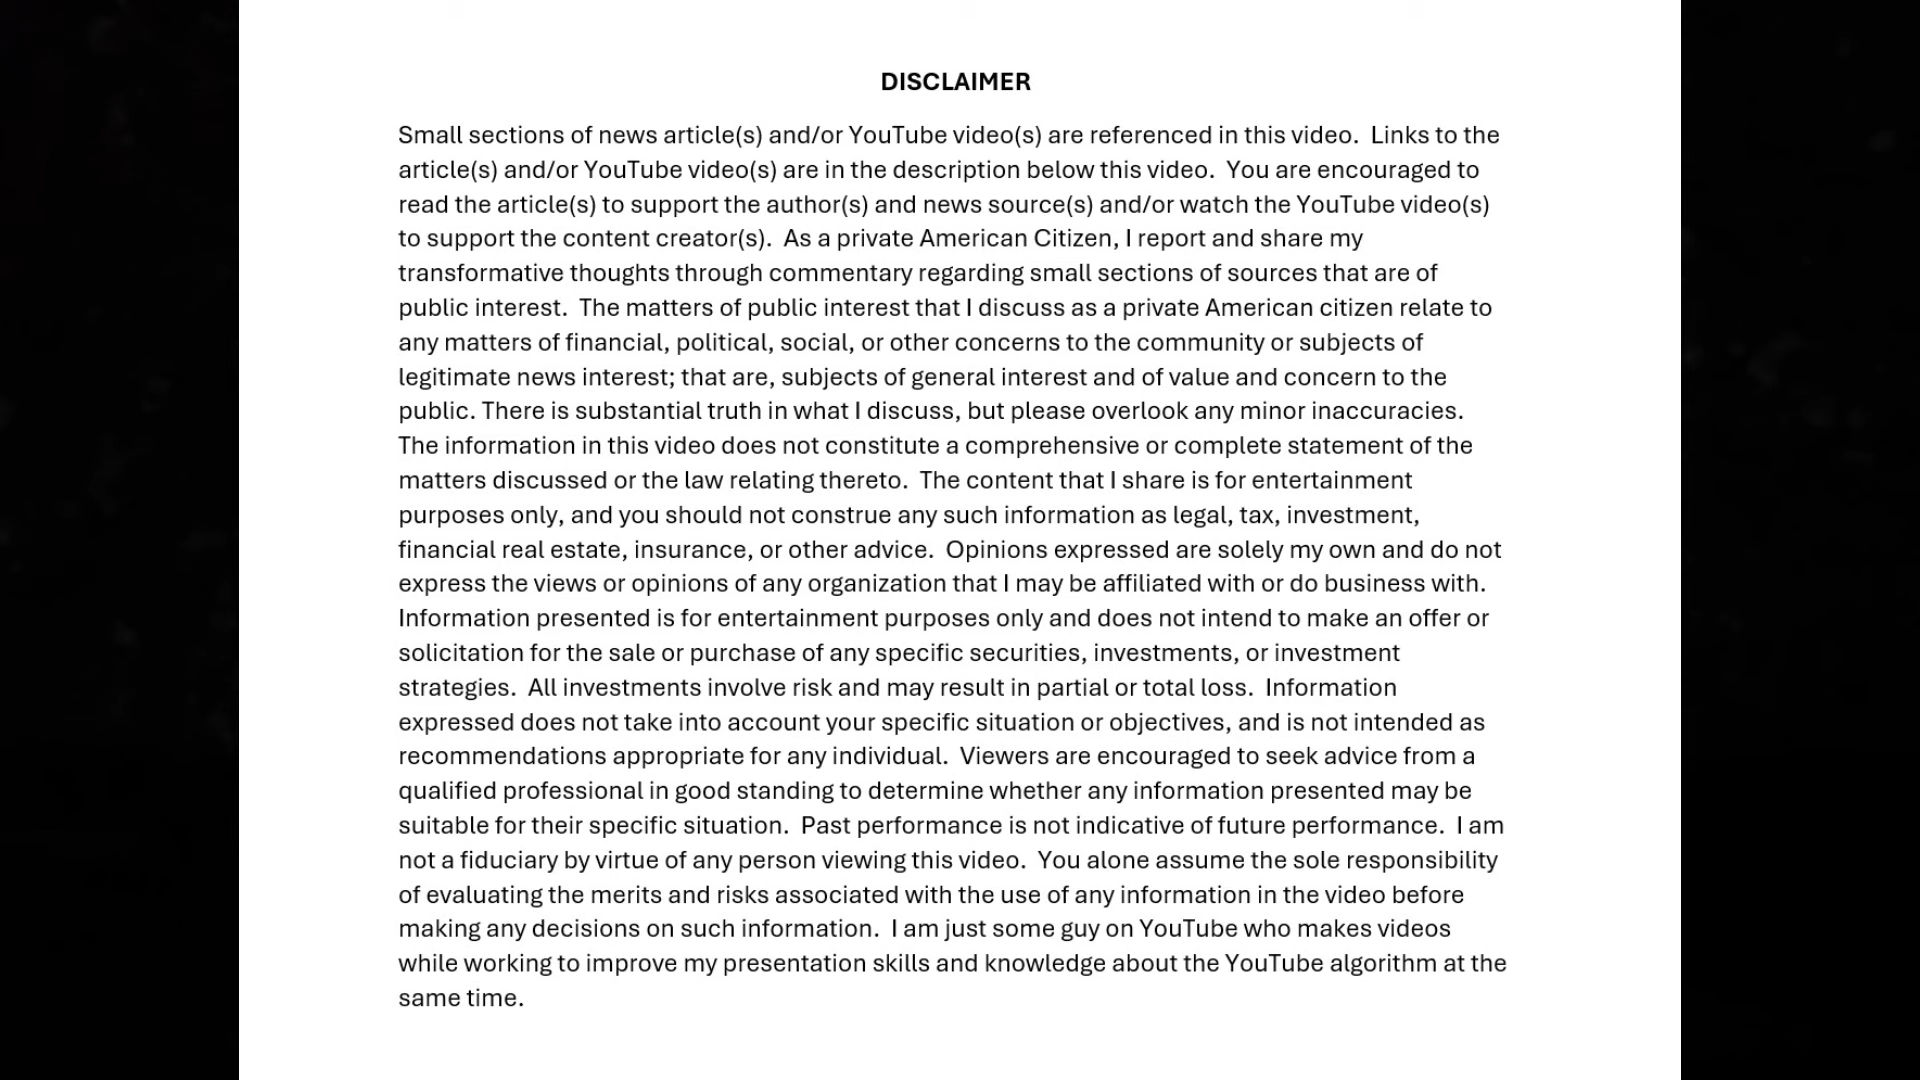 DISCLAIMER
Small sections of news article(s) and/or YouTube video(s) are referenced in this video.  Links to the
article(s) and/or YouTube video(s) are in the description below this video.  You are encouraged to
read the article(s) to support the author(s) and news source(s) and/or watch the YouTube video(s)
to support the content creator(s).  As a private American Citizen, I report and share my
transformative thoughts through commentary regarding small sections of sources that are of
public interest.  The matters of public interest that I discuss as a private American citizen relate to
any matters of financial, political, social, or other concerns to the community or subjects of
legitimate news interest; that are, subjects of general interest and of value and concern to the
public. There is substantial truth in what I discuss, but please overlook any minor inaccuracies.
The information in this video does not constitute a comprehensive or complete statement of the
matters discussed or the law relating thereto.  The content that I share is for entertainment
purposes only, and you should not construe any such information as legal, tax, investment,
financial real estate, insurance, or other advice.  Opinions expressed are solely my own and do not
express the views or opinions of any organization that I may be affiliated with or do business with.
Information presented is for entertainment purposes only and does not intend to make an offer or
solicitation for the sale or purchase of any specific securities, investments, or investment
strategies.  All investments involve risk and may result in partial or total loss.  Information
expressed does not take into account your specific situation or objectives, and is not intended as
recommendations appropriate for any individual.  Viewers are encouraged to seek advice from a
qualified professional in good standing to determine whether any information presented may be
suitable for their specific situation.  Past performance is not indicative of future performance.  I am
not a fiduciary by virtue of any person viewing this video.  You alone assume the sole responsibility
of evaluating the merits and risks associated with the use of any information in the video before
making any decisions on such information.  I am just some guy on YouTube who makes videos
while working to improve my presentation skills and knowledge about the YouTube algorithm at the
same time.